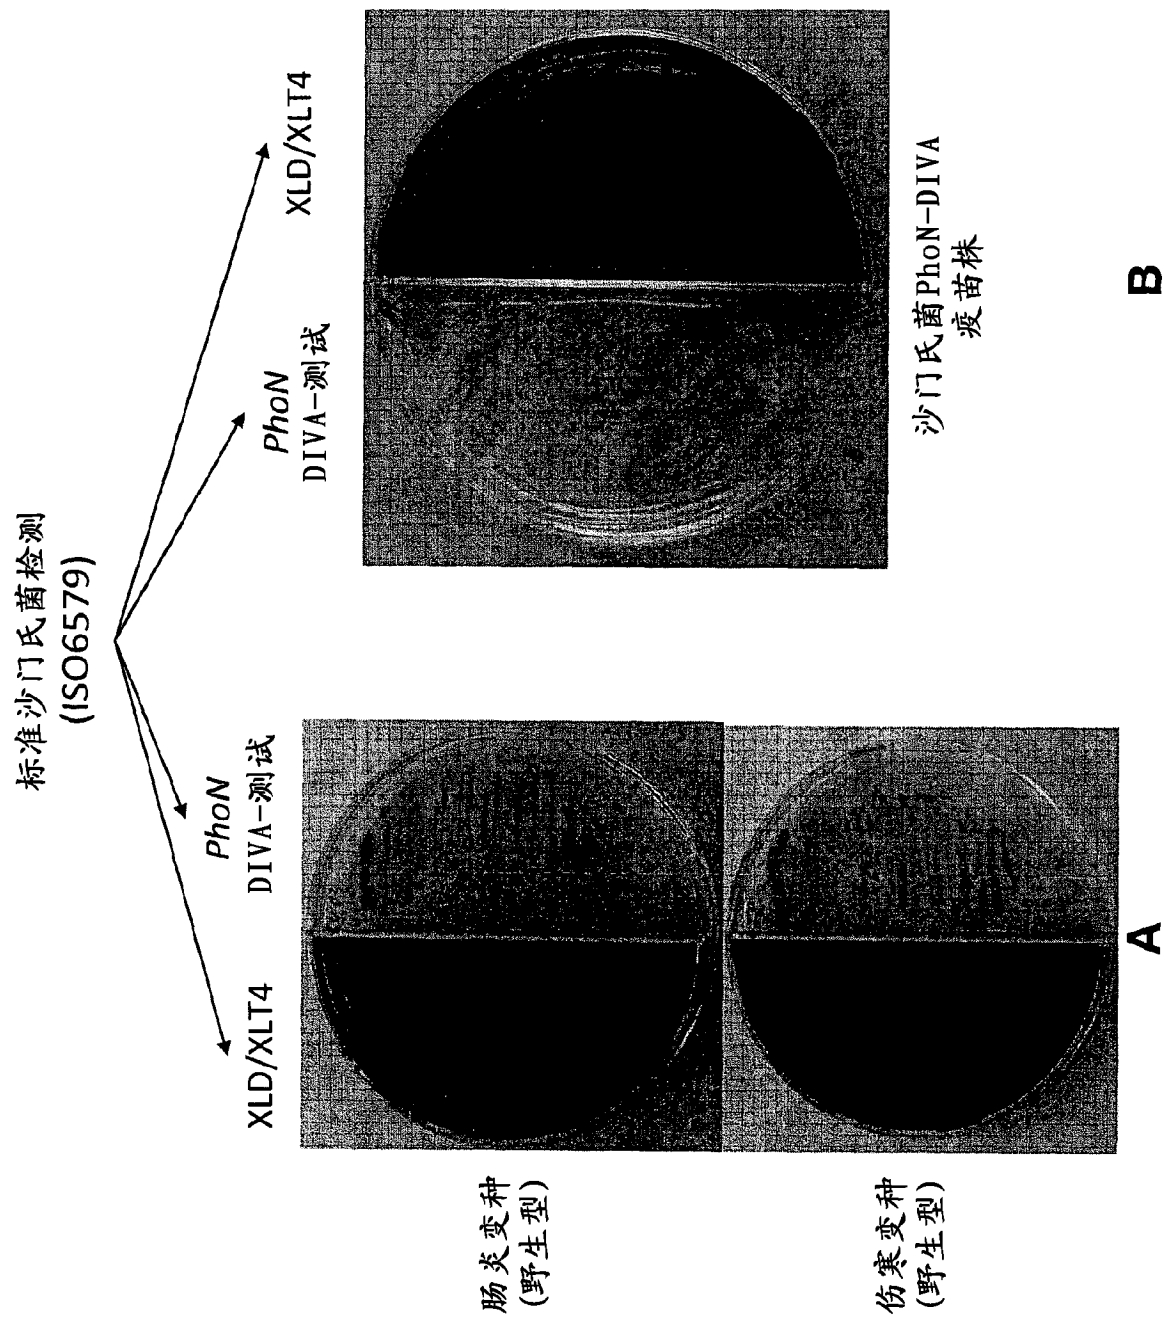 标准沙门氏菌检测
(ISO6579)
XLD/XLT4
PhoN
DIVA-测试
PhoN
DIVA-测试
XLD/XLT4
肠炎变种
(野生型)
伤寒变种
(野生型)
沙门氏菌PhoN-DIVA
疫苗株
A
B